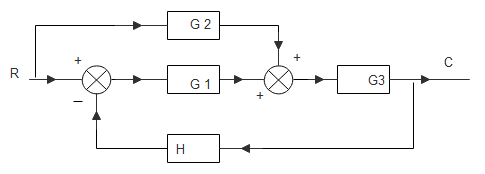 G 2
R + G 1 + + G3 C
−
H